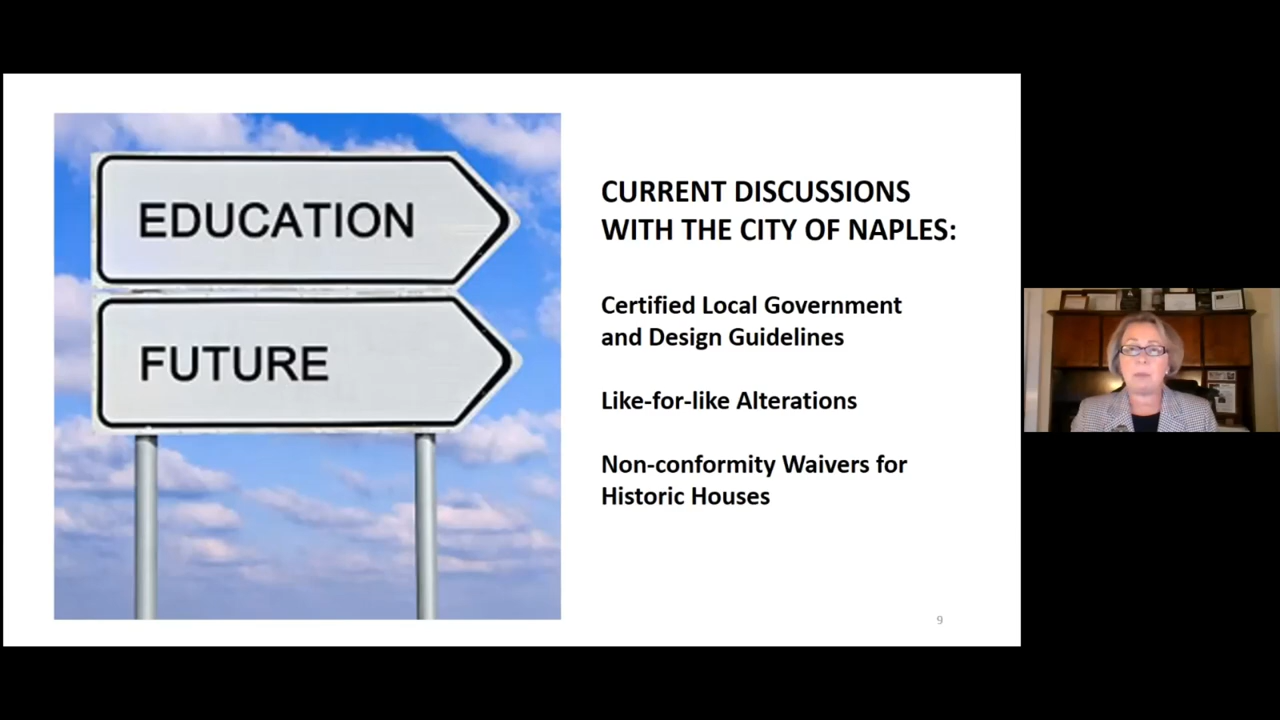 EDUCATION
FUTURE
CURRENT DISCUSSIONS
WITH THE CITY OF NAPLES:
Certified Local Government
and Design Guidelines
Like-for-like Alterations
Non-conformity Waivers for
Historic Houses
9